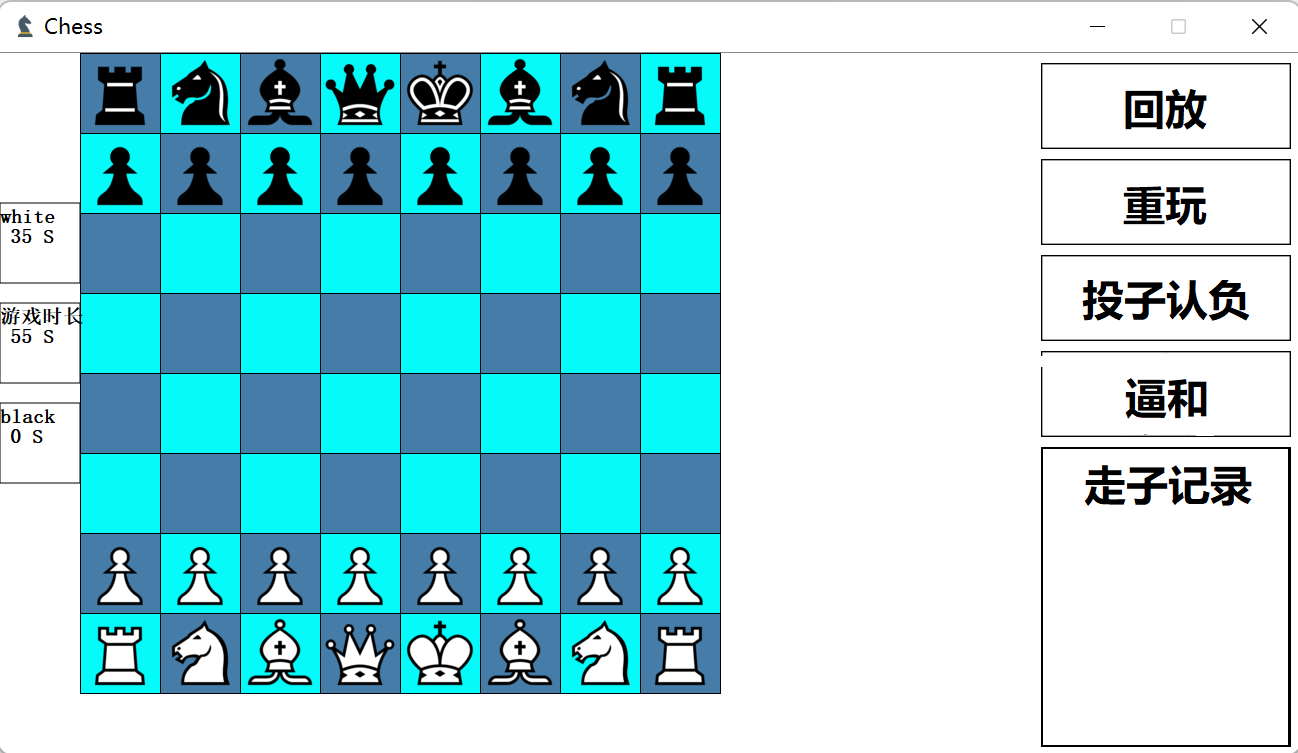 Chess
white
35 S
游戏时长
55 S
black
0 S
回放
重玩
投子认负
逼和
走子记录